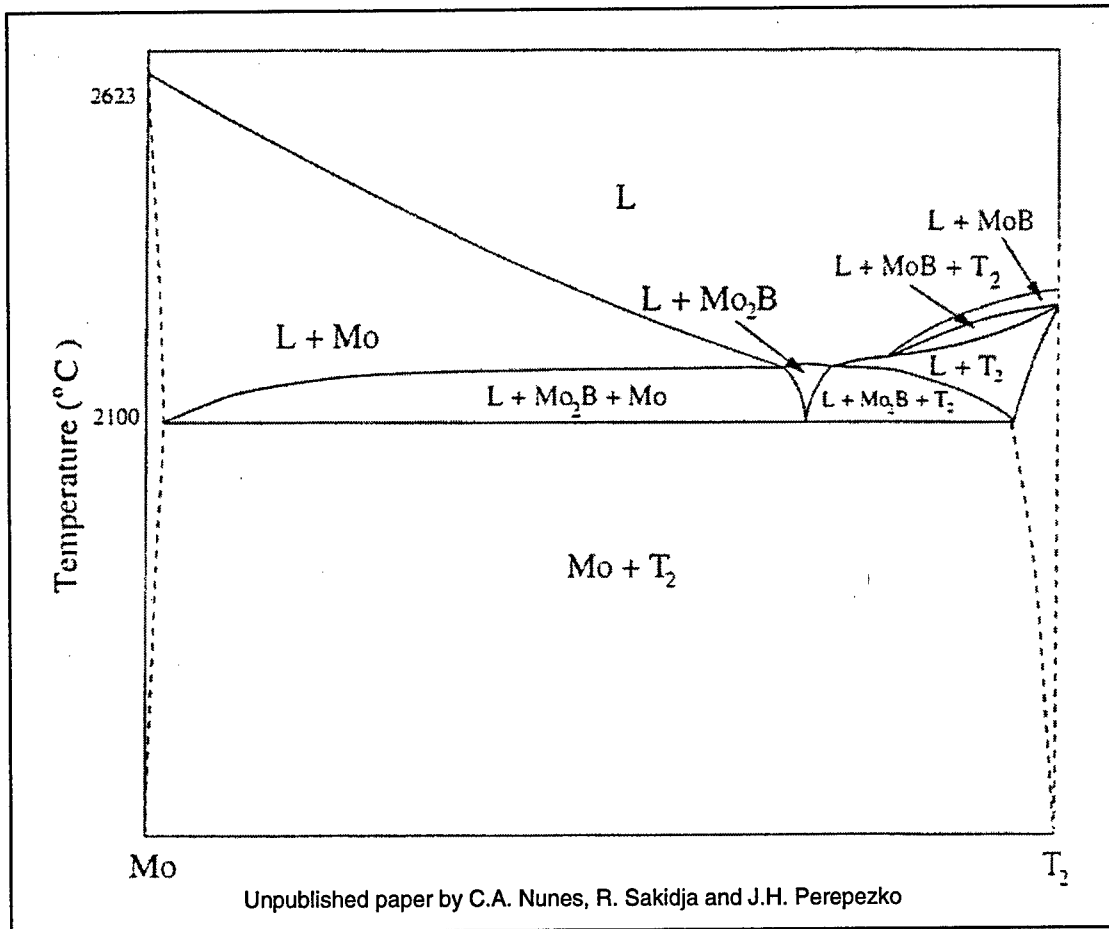 2623
L
L + MoB
L + MoB + T₂
L + Mo₂B
L + Mo
L + T₂
L + Mo₂B + Mo
L + Mo₂B + T₂
2100
Temperature (°C)
Mo + T₂
Mo
T₂
Unpublished paper by C.A. Nunes, R. Sakidja and J.H. Perepezko